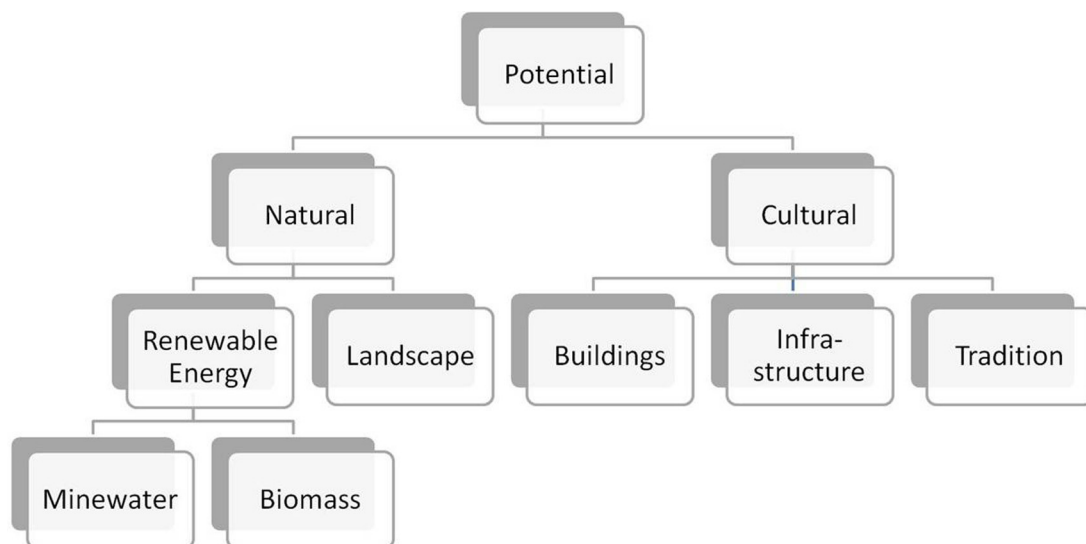 Potential
Natural
Cultural
Renewable
Energy
Landscape
Buildings
Infra-
structure
Tradition
Minewater
Biomass